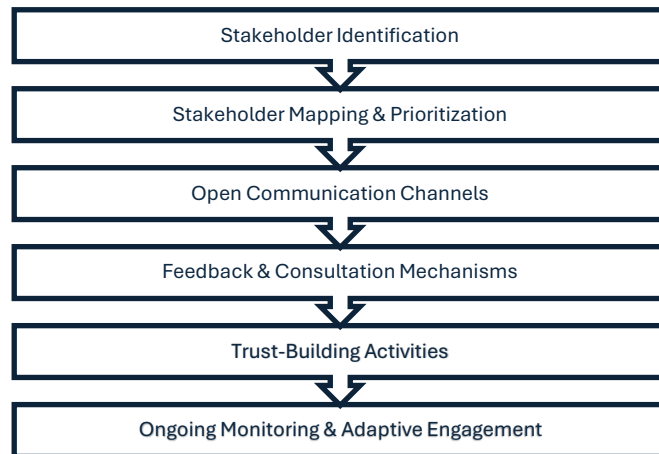 Stakeholder Identification
Stakeholder Mapping & Prioritization
Open Communication Channels
Feedback & Consultation Mechanisms
Trust-Building Activities
Ongoing Monitoring & Adaptive Engagement